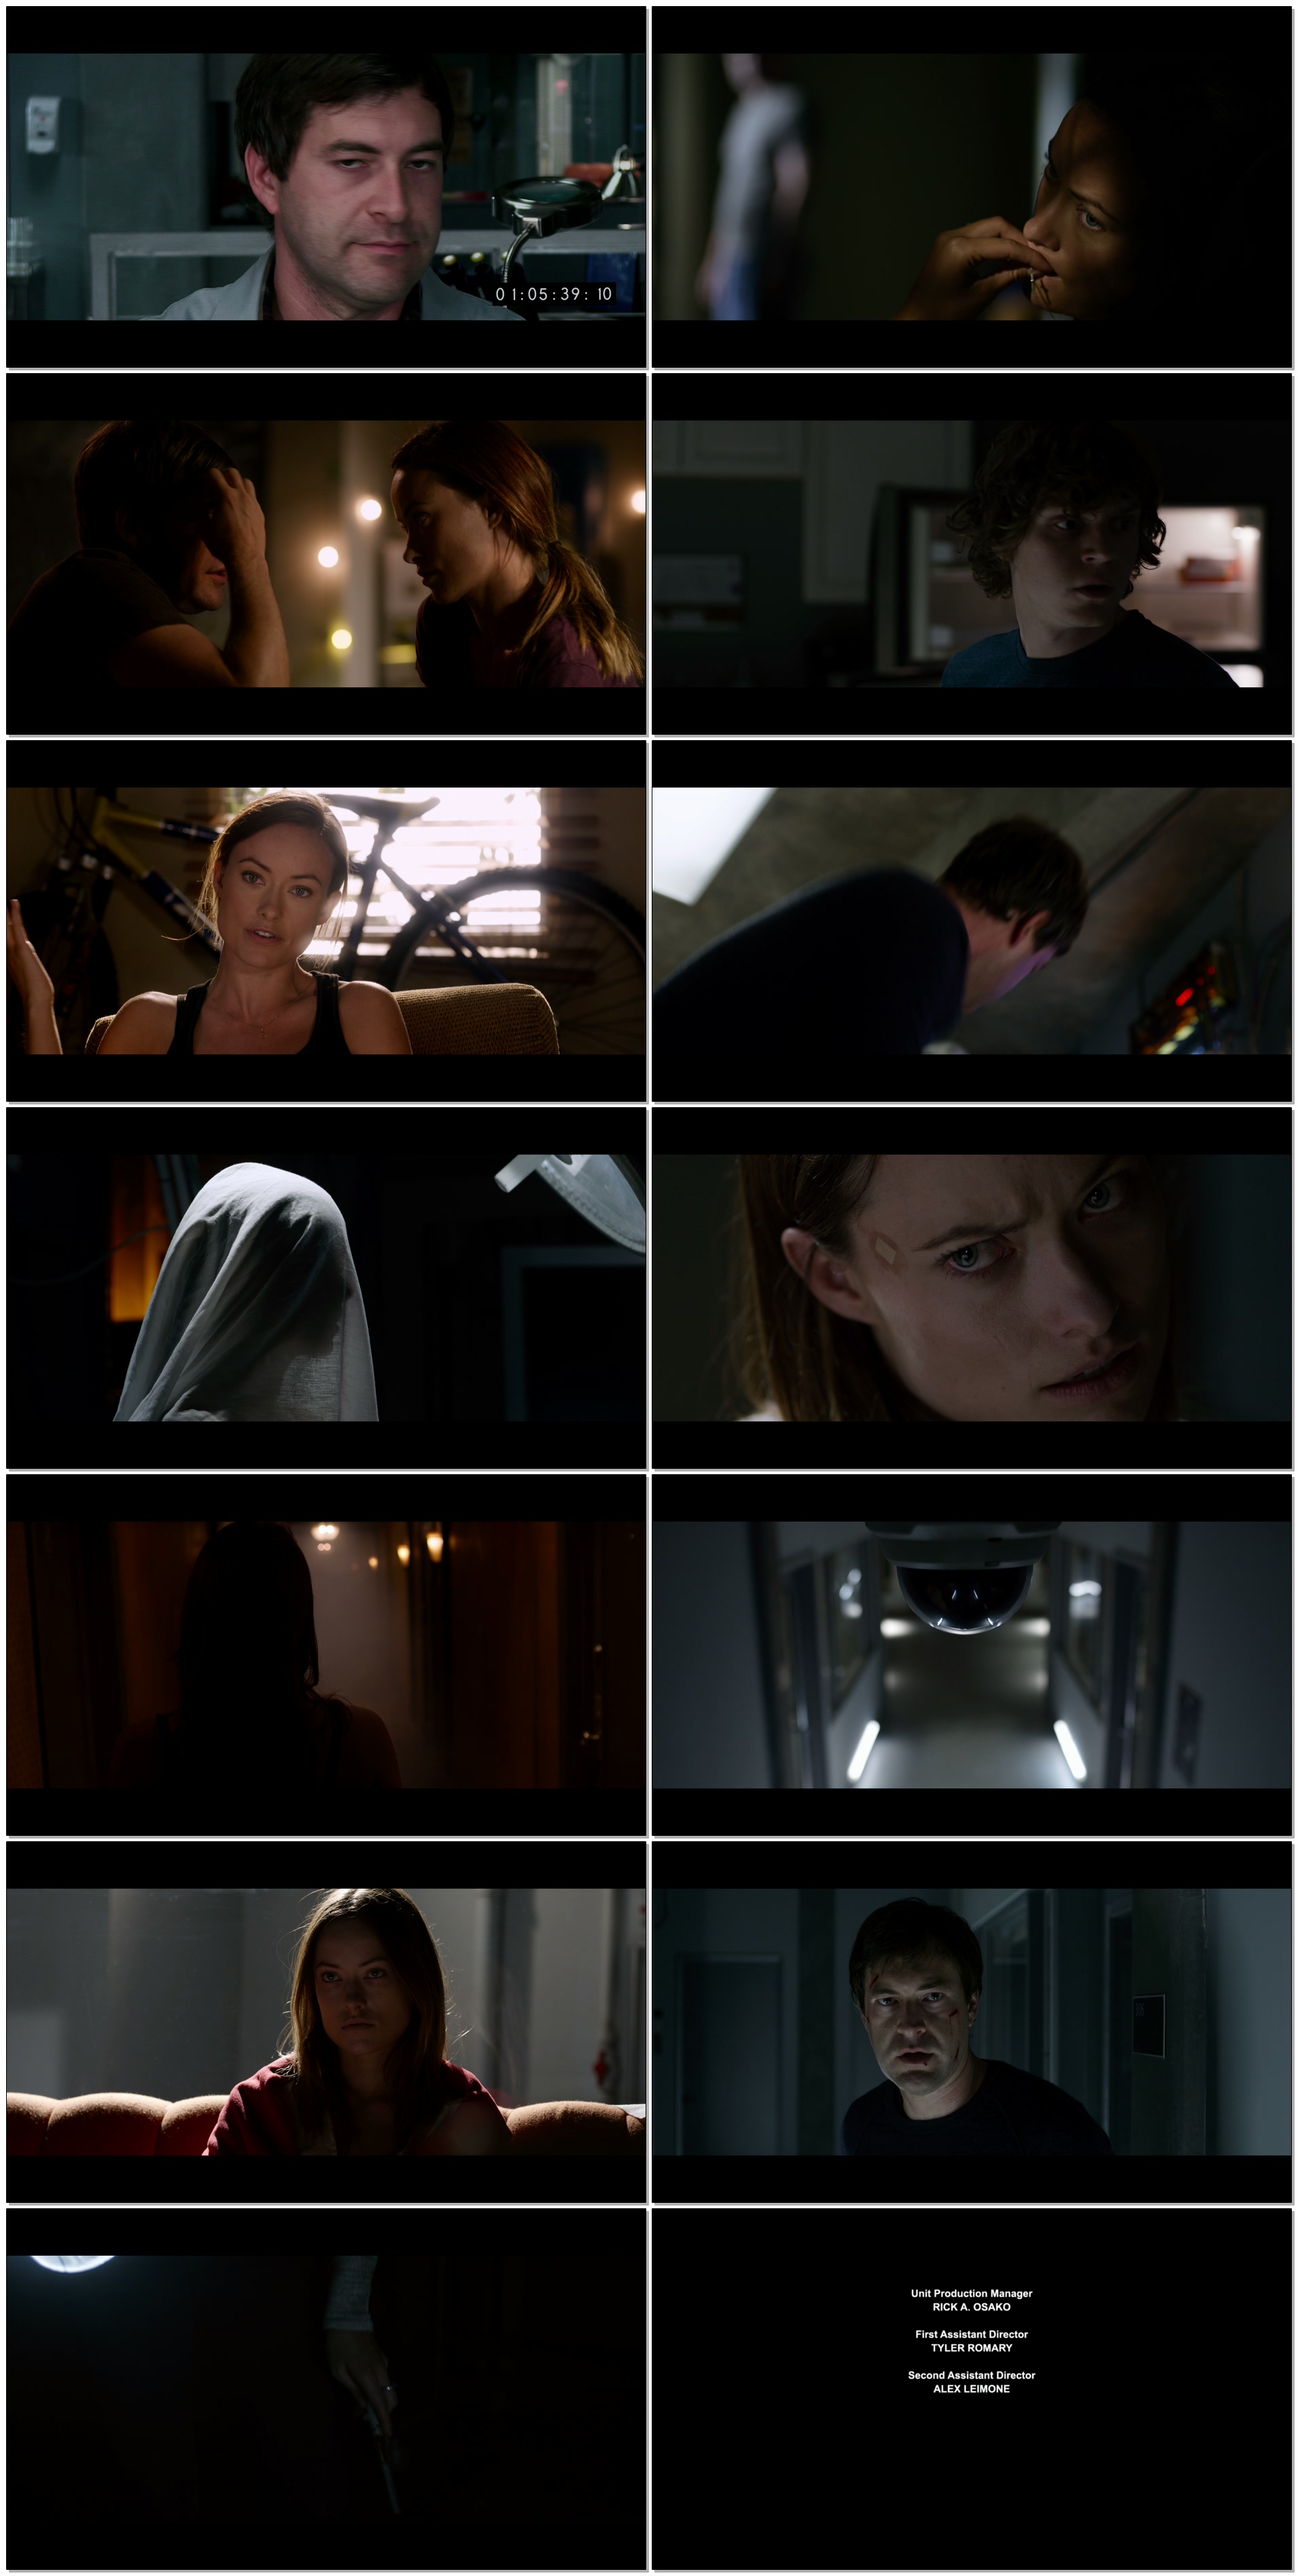 01:05:39:10
Unit Production Manager
RICK A. OSAKO
First Assistant Director
TYLER ROMARY
Second Assistant Director
ALEX LEIMONE